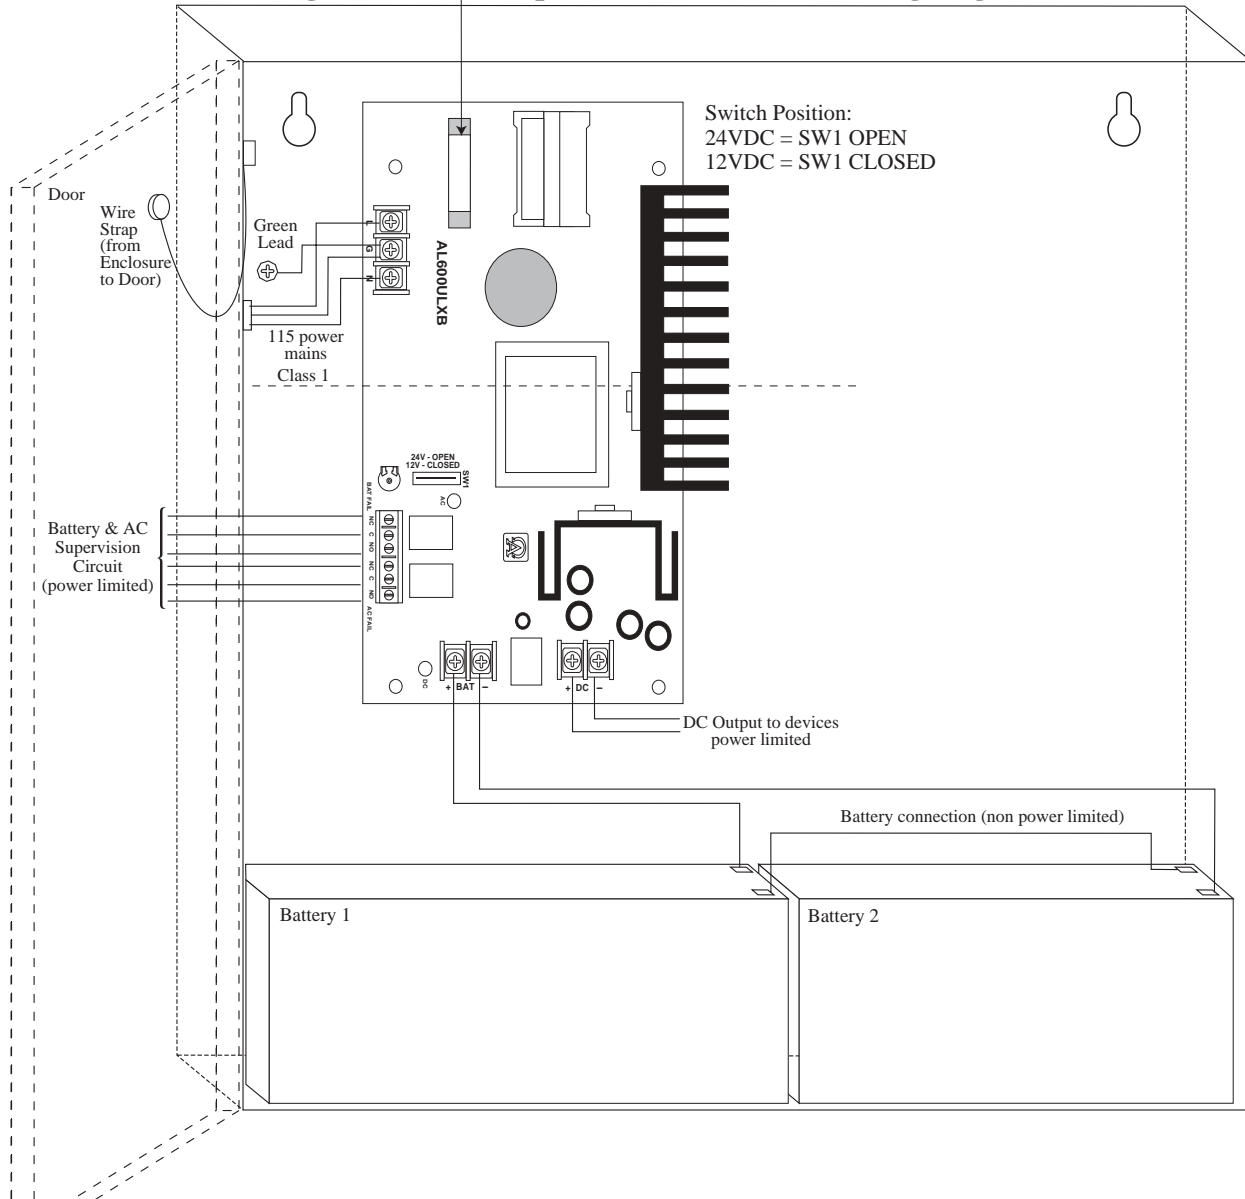 Switch Position:
24VDC = SW1 OPEN
12VDC = SW1 CLOSED
Door
Wire
Strap
(from
Enclosure
to Door)
Green
Lead
L
G
N
AL600ULXB
115 power
mains
Class 1
24V - OPEN
12V - CLOSED
SW1
AC
BAT FAIL
NC
C
NO
NC
C
NO
AC FAIL
Battery & AC
Supervision
Circuit
(power limited)
DC
+ BAT −
+ DC −
DC Output to devices
power limited
Battery connection (non power limited)
Battery 1
Battery 2